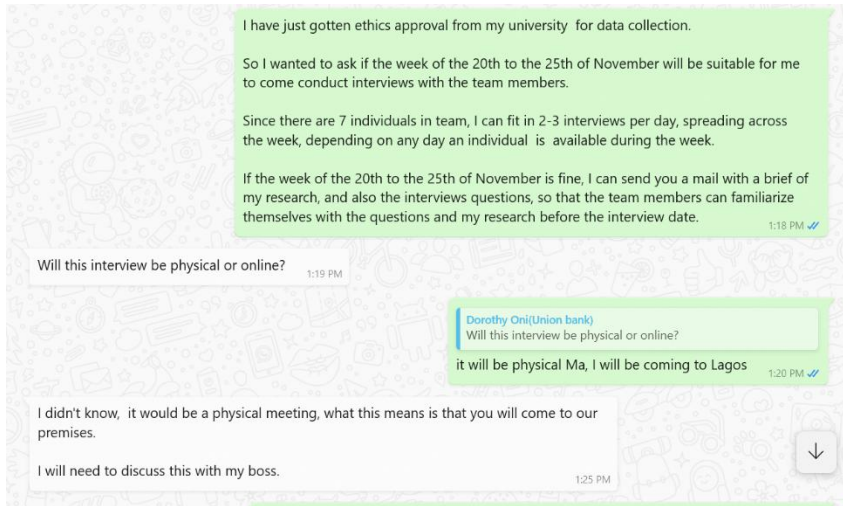 I have just gotten ethics approval from my university for data collection.
So I wanted to ask if the week of the 20th to the 25th of November will be suitable for me
to come conduct interviews with the team members.
Since there are 7 individuals in team, I can fit in 2-3 interviews per day, spreading across
the week, depending on any day an individual is available during the week.
If the week of the 20th to the 25th of November is fine, I can send you a mail with a brief of
my research, and also the interviews questions, so that the team members can familiarize
themselves with the questions and my research before the interview date.
1:18 PM
Will this interview be physical or online?
1:19 PM
Dorothy Oni(Union bank)
Will this interview be physical or online?
it will be physical Ma, I will be coming to Lagos
1:20 PM
I didn't know, it would be a physical meeting, what this means is that you will come to our
premises.
I will need to discuss this with my boss.
1:25 PM